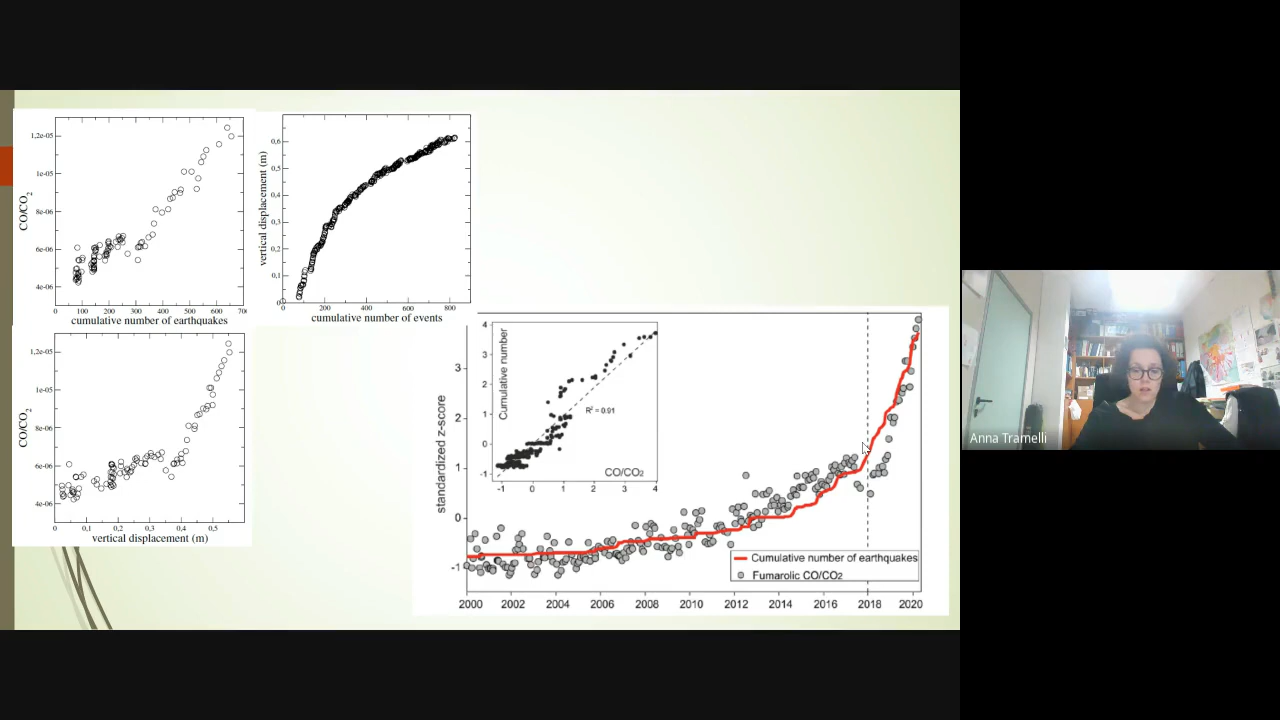 1,2e-05
1e-05
8e-06
6e-06
4e-06
CO/CO2
0 100 200 300 400 500 600 70
cumulative number of earthquakes
0,6
0,5
0,4
0,3
0,2
0,1
0
vertical displacement (m)
200 400 600 800
cumulative number of events
1,2e-05
1e-05
8e-06
6e-06
4e-06
CO/CO2
0 0,1 0,2 0,3 0,4 0,5
vertical displacement (m)
standardized z-score
3
2
1
0
-1
2000 2002 2004 2006 2008 2010 2012 2014 2016 2018 2020
4
3
2
1
0
-1
Cumulative number
R2 = 0.91
CO/CO2
-1 0 1 2 3 4
Cumulative number of earthquakes
Fumarolic CO/CO2
Anna Tramelli